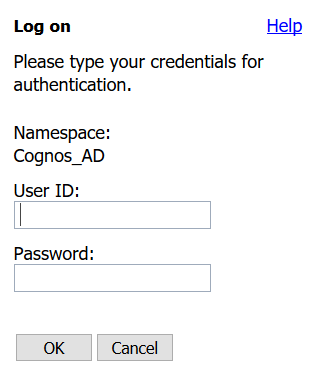 Log on Help
Please type your credentials for
authentication.
Namespace:
Cognos_AD
User ID:
Password:
OK Cancel